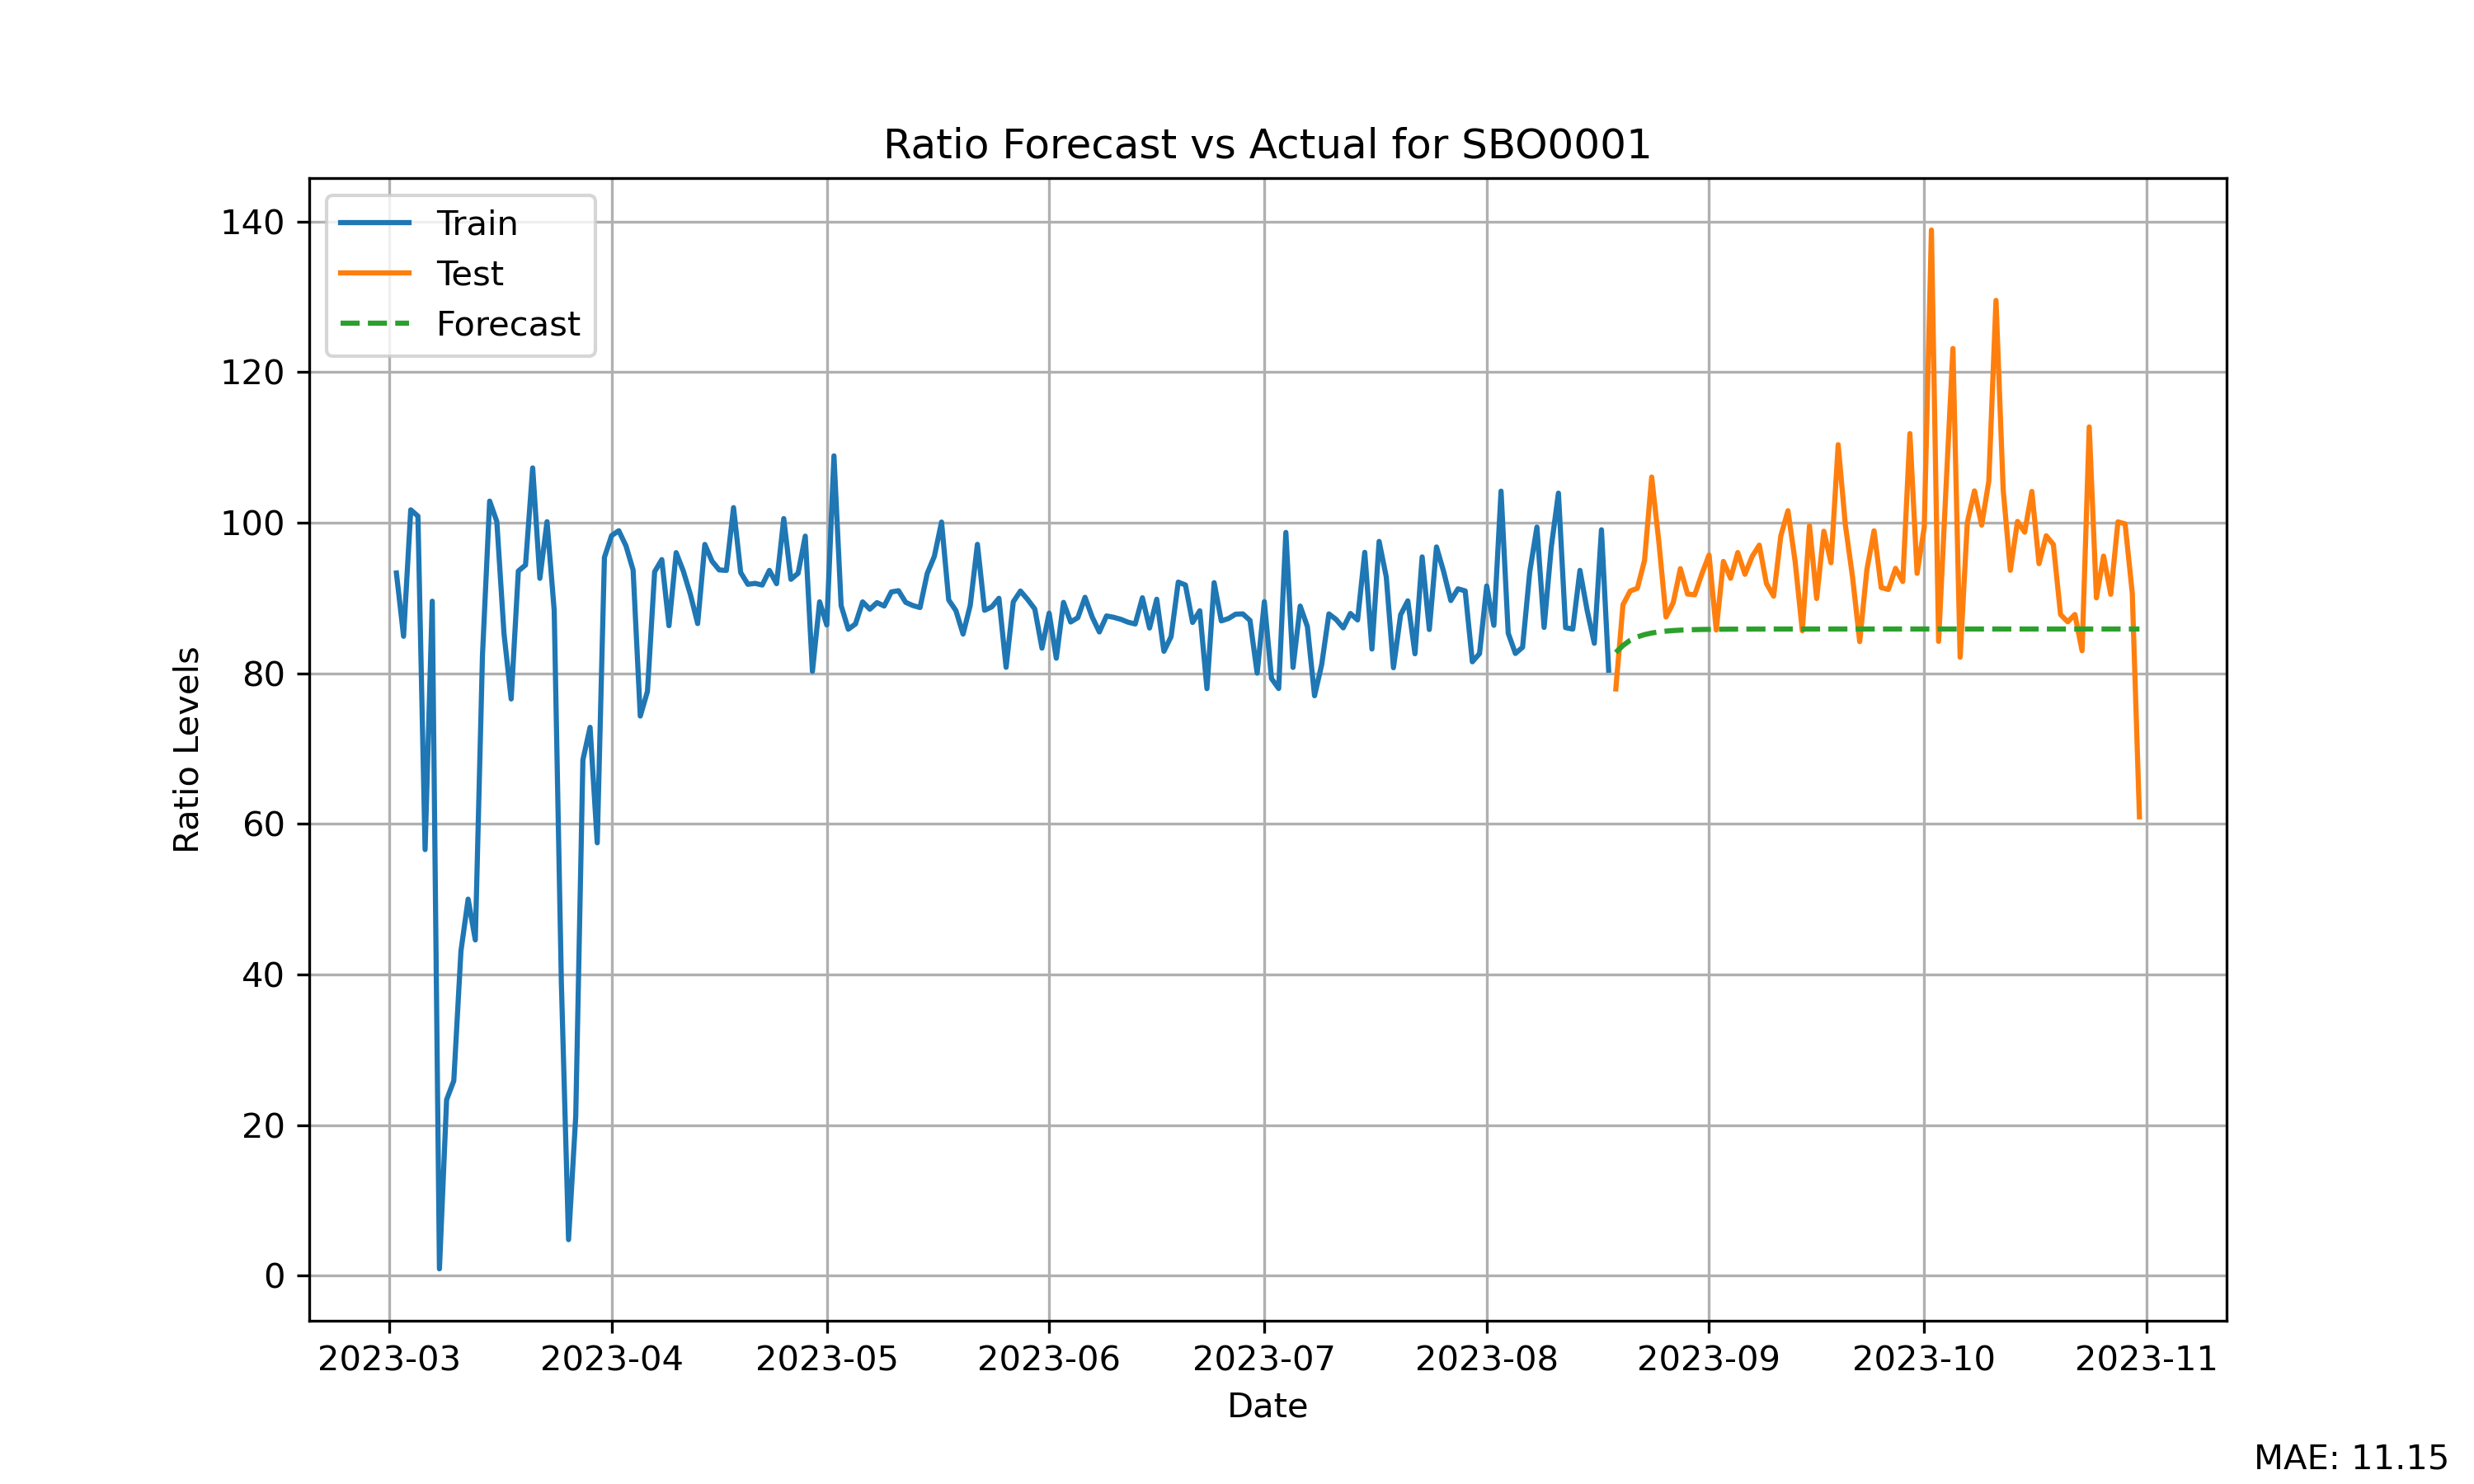 Ratio Forecast vs Actual for SBO0001
Train
Test
Forecast
140
120
100
80
60
40
20
0
Ratio Levels
2023-03 2023-04 2023-05 2023-06 2023-07 2023-08 2023-09 2023-10 2023-11
Date
MAE: 11.15